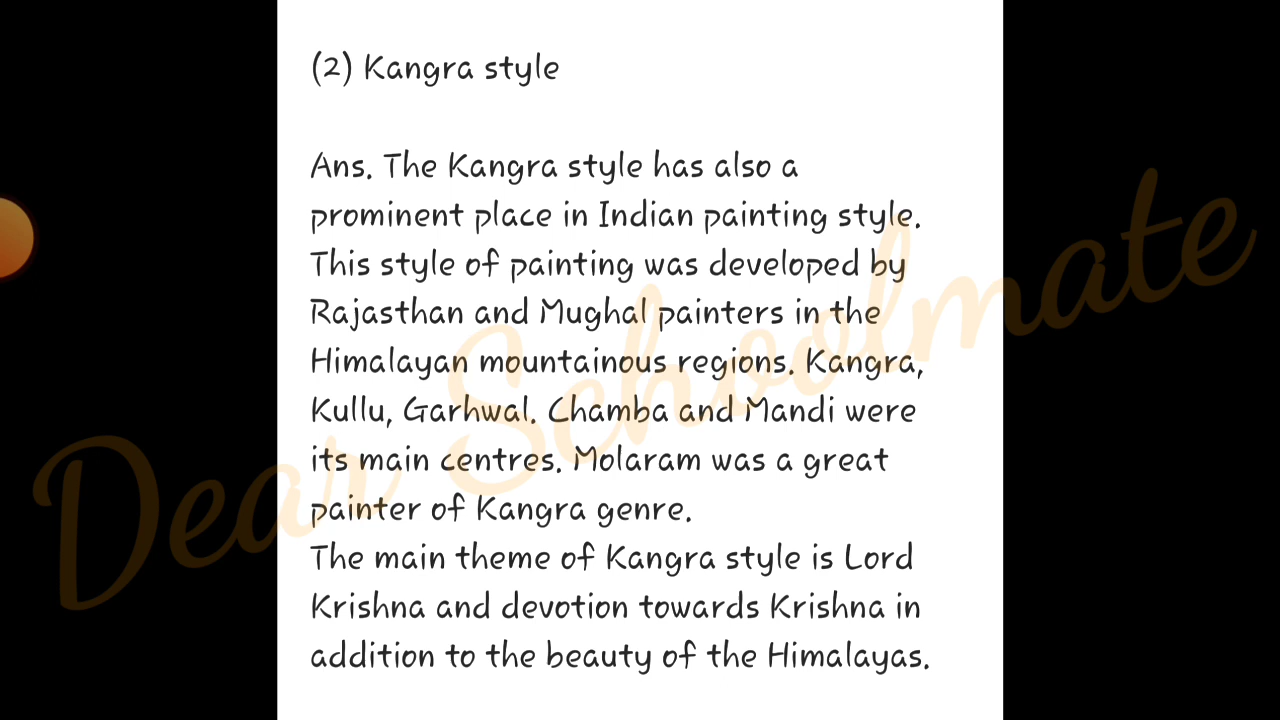 (2) Kangra style
Ans. The Kangra style has also a
prominent place in Indian painting style.
This style of painting was developed by
Rajasthan and Mughal painters in the
Himalayan mountainous regions. Kangra,
Kullu, Garhwal. Chamba and Mandi were
its main centres. Molaram was a great
painter of Kangra genre.
The main theme of Kangra style is Lord
Krishna and devotion towards Krishna in
addition to the beauty of the Himalayas.
Dear Schoolmate